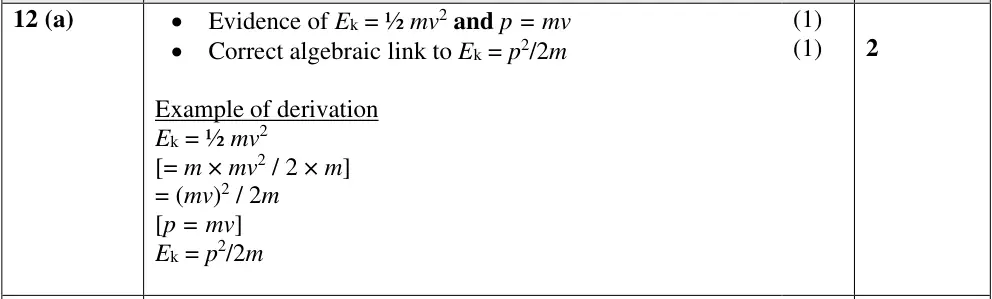 12 (a)
• Evidence of Eₖ = ½ mv² and p = mv (1)
• Correct algebraic link to Eₖ = p²/2m (1) 2
Example of derivation
Eₖ = ½ mv²
[= m × mv² / 2 × m]
= (mv)² / 2m
[p = mv]
Eₖ = p²/2m